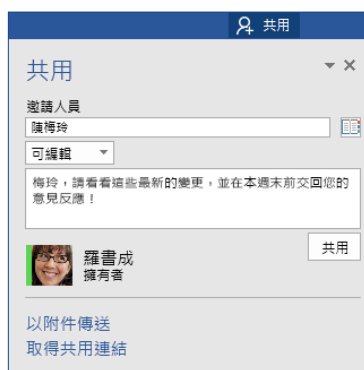 共用
共用
邀請人員
陳梅玲
可編輯
梅玲，請看看這些最新的變更，並在本週末前交回您的
意見反應！
共用
羅書成
擁有者
以附件傳送
取得共用連結